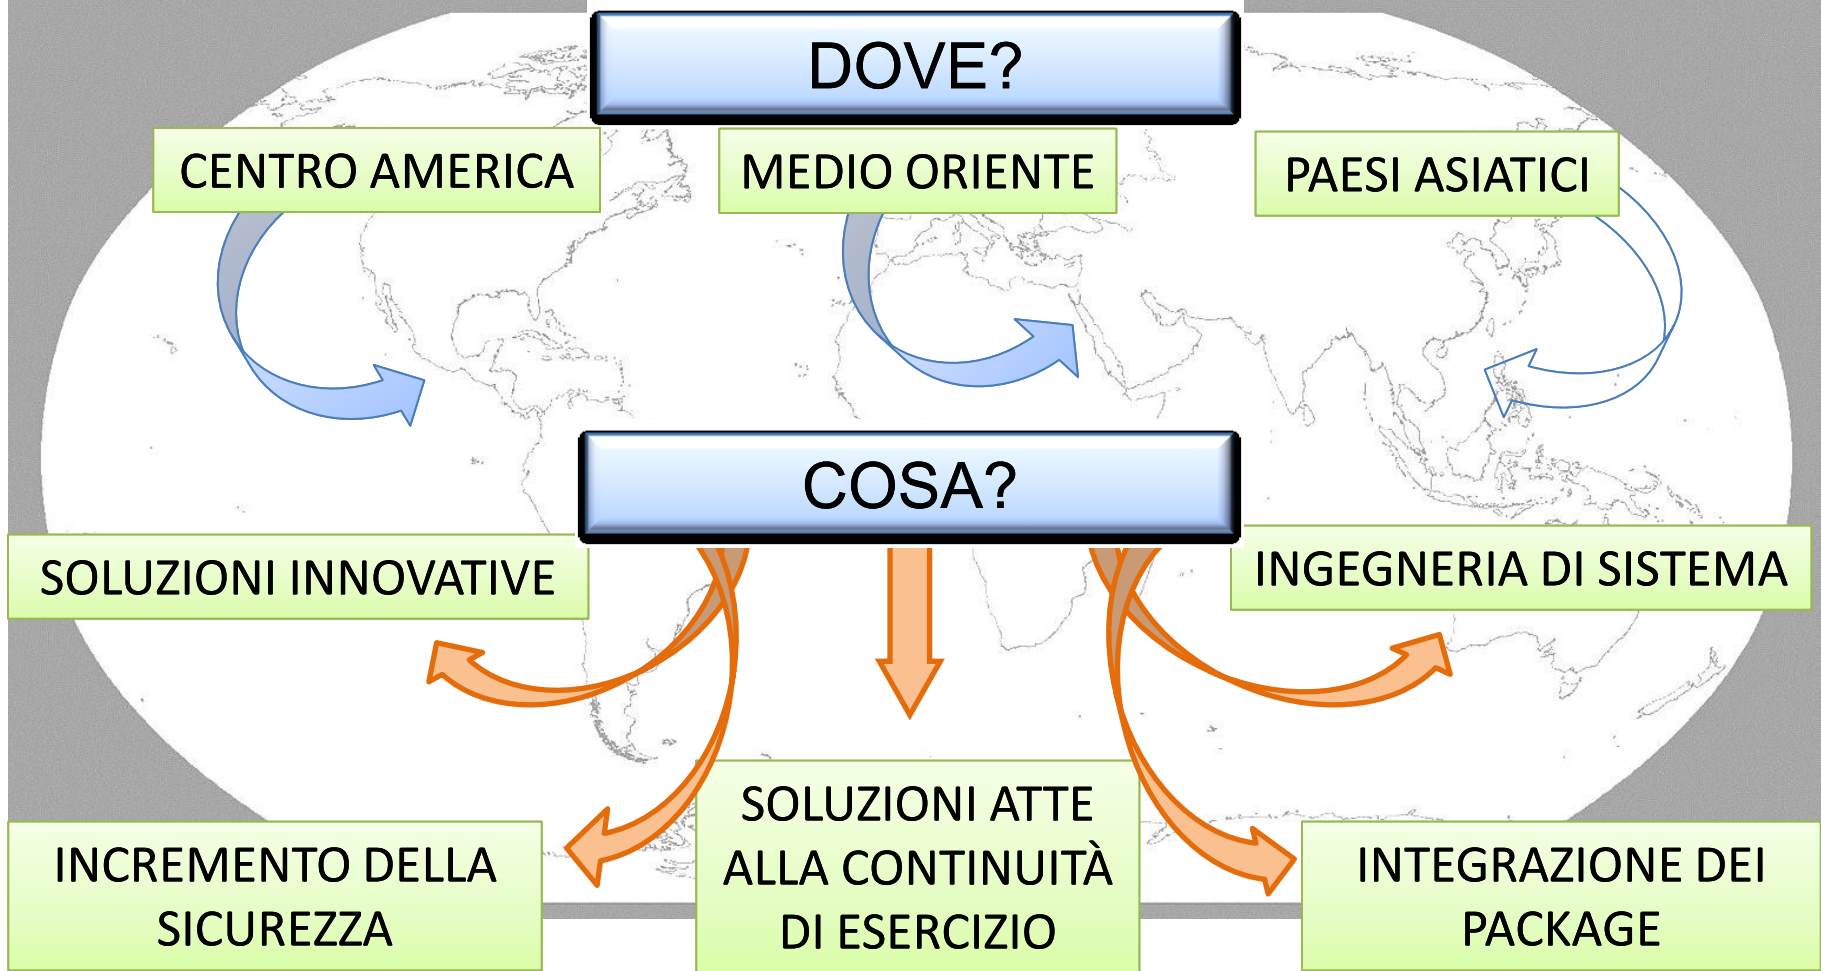 DOVE?
CENTRO AMERICA
MEDIO ORIENTE
PAESI ASIATICI
COSA?
SOLUZIONI INNOVATIVE
INGEGNERIA DI SISTEMA
INCREMENTO DELLA
SICUREZZA
SOLUZIONI ATTE
ALLA CONTINUITÀ
DI ESERCIZIO
INTEGRAZIONE DEI
PACKAGE